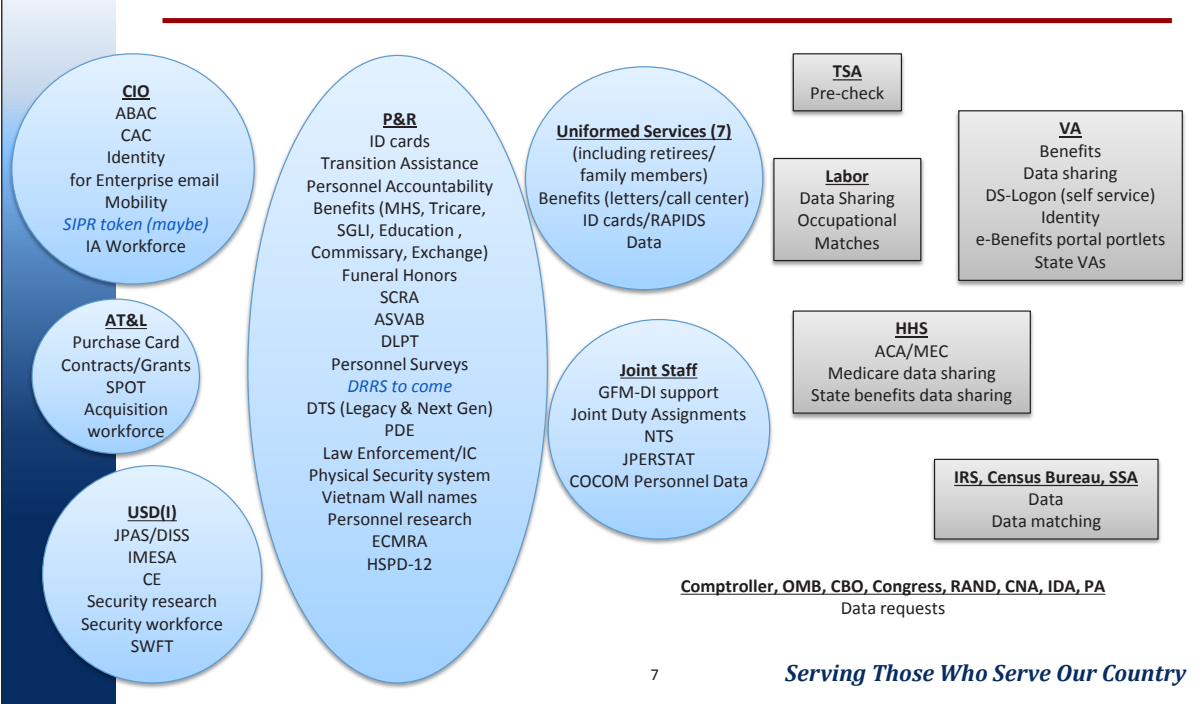 CIO
ABAC
CAC
Identity
for Enterprise email
Mobility
SIPR token (maybe)
IA Workforce
AT&L
Purchase Card
Contracts/Grants
SPOT
Acquisition
workforce
USD(I)
JPAS/DISS
IMESA
CE
Security research
Security workforce
SWFT
P&R
ID cards
Transition Assistance
Personnel Accountability
Benefits (MHS, Tricare,
SGLI, Education ,
Commissary, Exchange)
Funeral Honors
SCRA
ASVAB
DLPT
Personnel Surveys
DRRS to come
DTS (Legacy & Next Gen)
PDE
Law Enforcement/IC
Physical Security system
Vietnam Wall names
Personnel research
ECMRA
HSPD-12
Uniformed Services (7)
(including retirees/
family members)
Benefits (letters/call center)
ID cards/RAPIDS
Data
Joint Staff
GFM-DI support
Joint Duty Assignments
NTS
JPERSTAT
COCOM Personnel Data
TSA
Pre-check
Labor
Data Sharing
Occupational
Matches
VA
Benefits
Data sharing
DS-Logon (self service)
Identity
e-Benefits portal portlets
State VAs
HHS
ACA/MEC
Medicare data sharing
State benefits data sharing
IRS, Census Bureau, SSA
Data
Data matching
Comptroller, OMB, CBO, Congress, RAND, CNA, IDA, PA
Data requests
7
Serving Those Who Serve Our Country